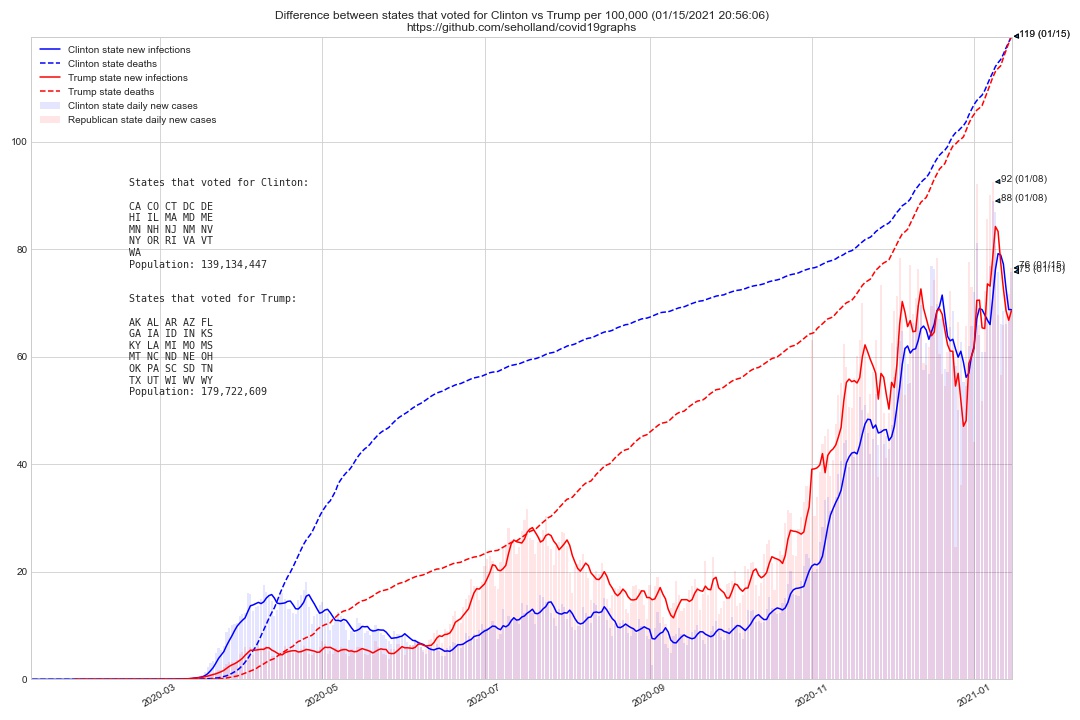 Difference between states that voted for Clinton vs Trump per 100,000 (01/15/2021 20:56:06)
https://github.com/seholland/covid19graphs
Clinton state new infections
Clinton state deaths
Trump state new infections
Trump state deaths
Clinton state daily new cases
Republican state daily new cases
States that voted for Clinton:
CA CO CT DC DE
HI IL MA MD ME
MN NH NJ NM NV
NY OR RI VA VT
WA
Population: 139,134,447
States that voted for Trump:
AK AL AR AZ FL
GA IA ID IN KS
KY LA MI MO MS
MT NC ND NE OH
OK PA SC SD TN
TX UT WI WV WY
Population: 179,722,609
119 (01/15)
92 (01/08)
88 (01/08)
76 (01/15)
75 (01/15)
100
80
60
40
20
0
2020-03
2020-05
2020-07
2020-09
2020-11
2021-01